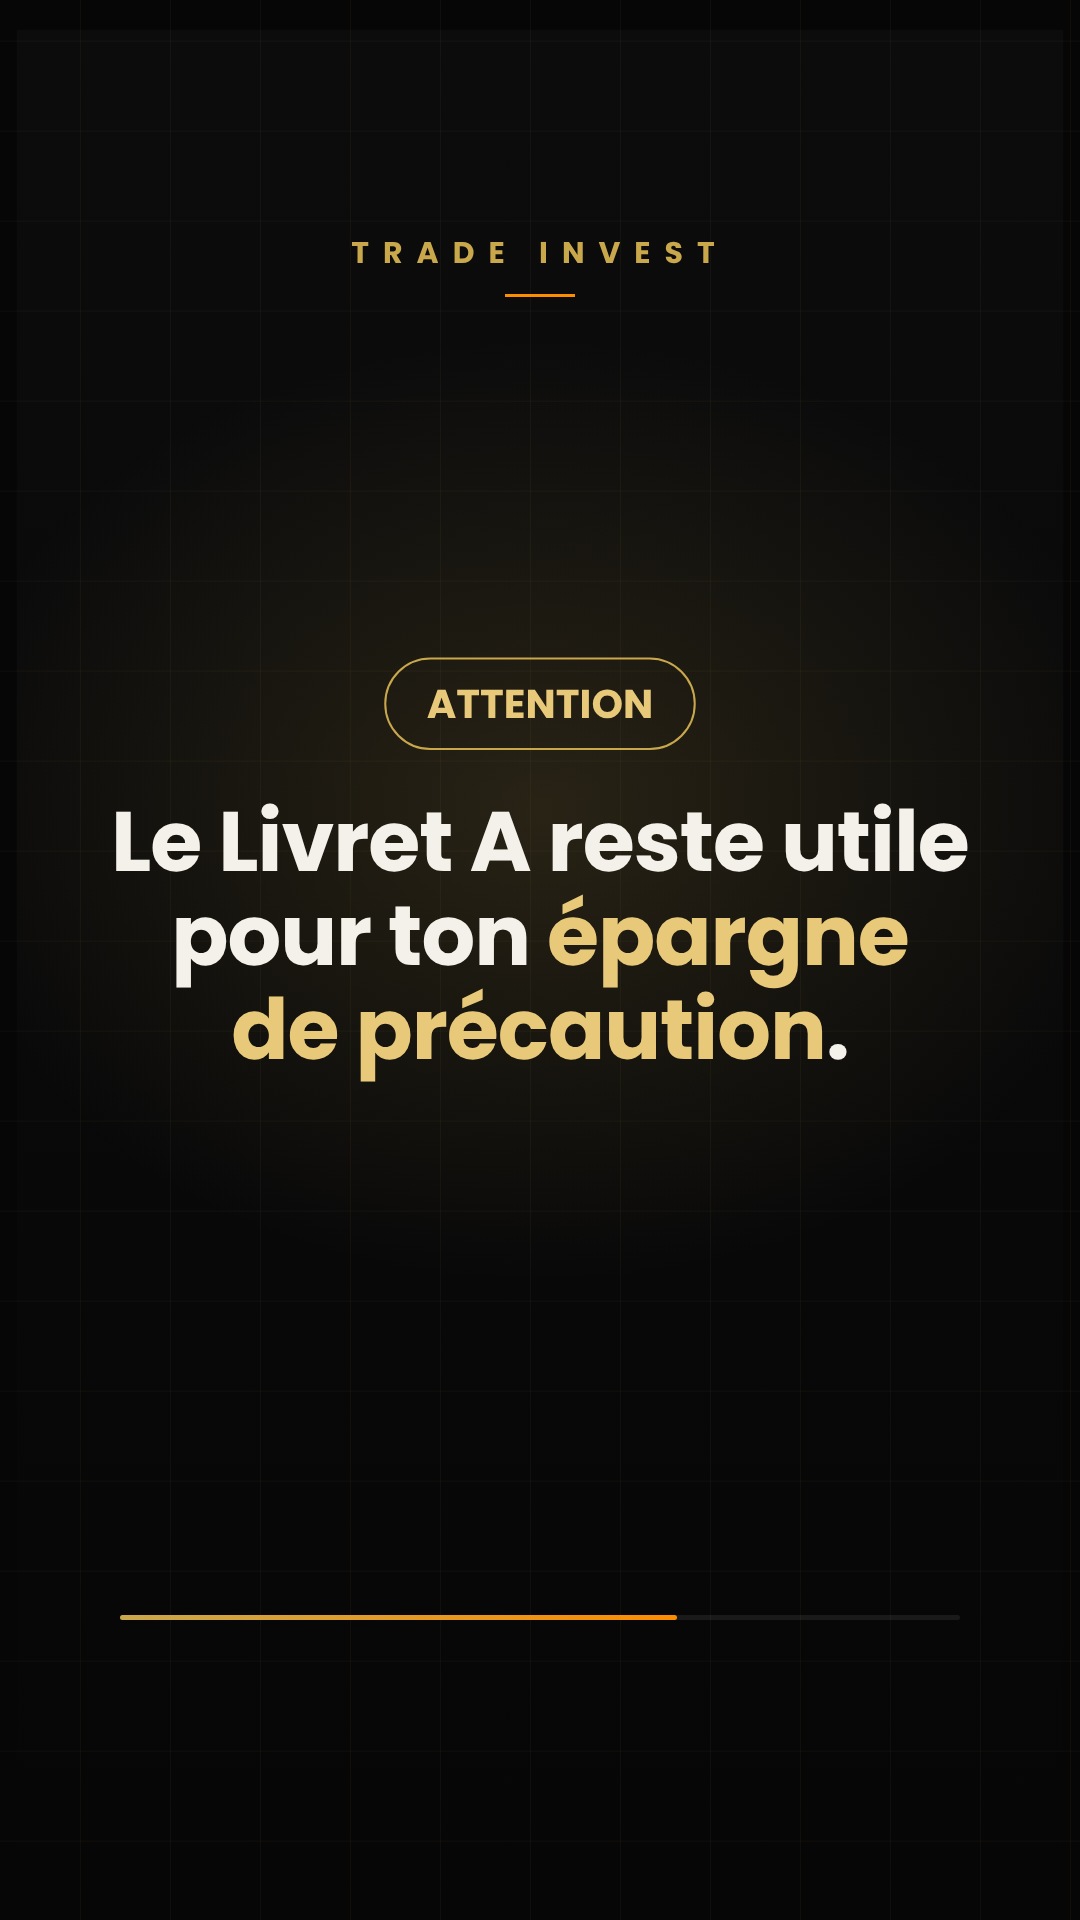 TRADE INVEST
ATTENTION
Le Livret A reste utile
pour ton épargne
de précaution.